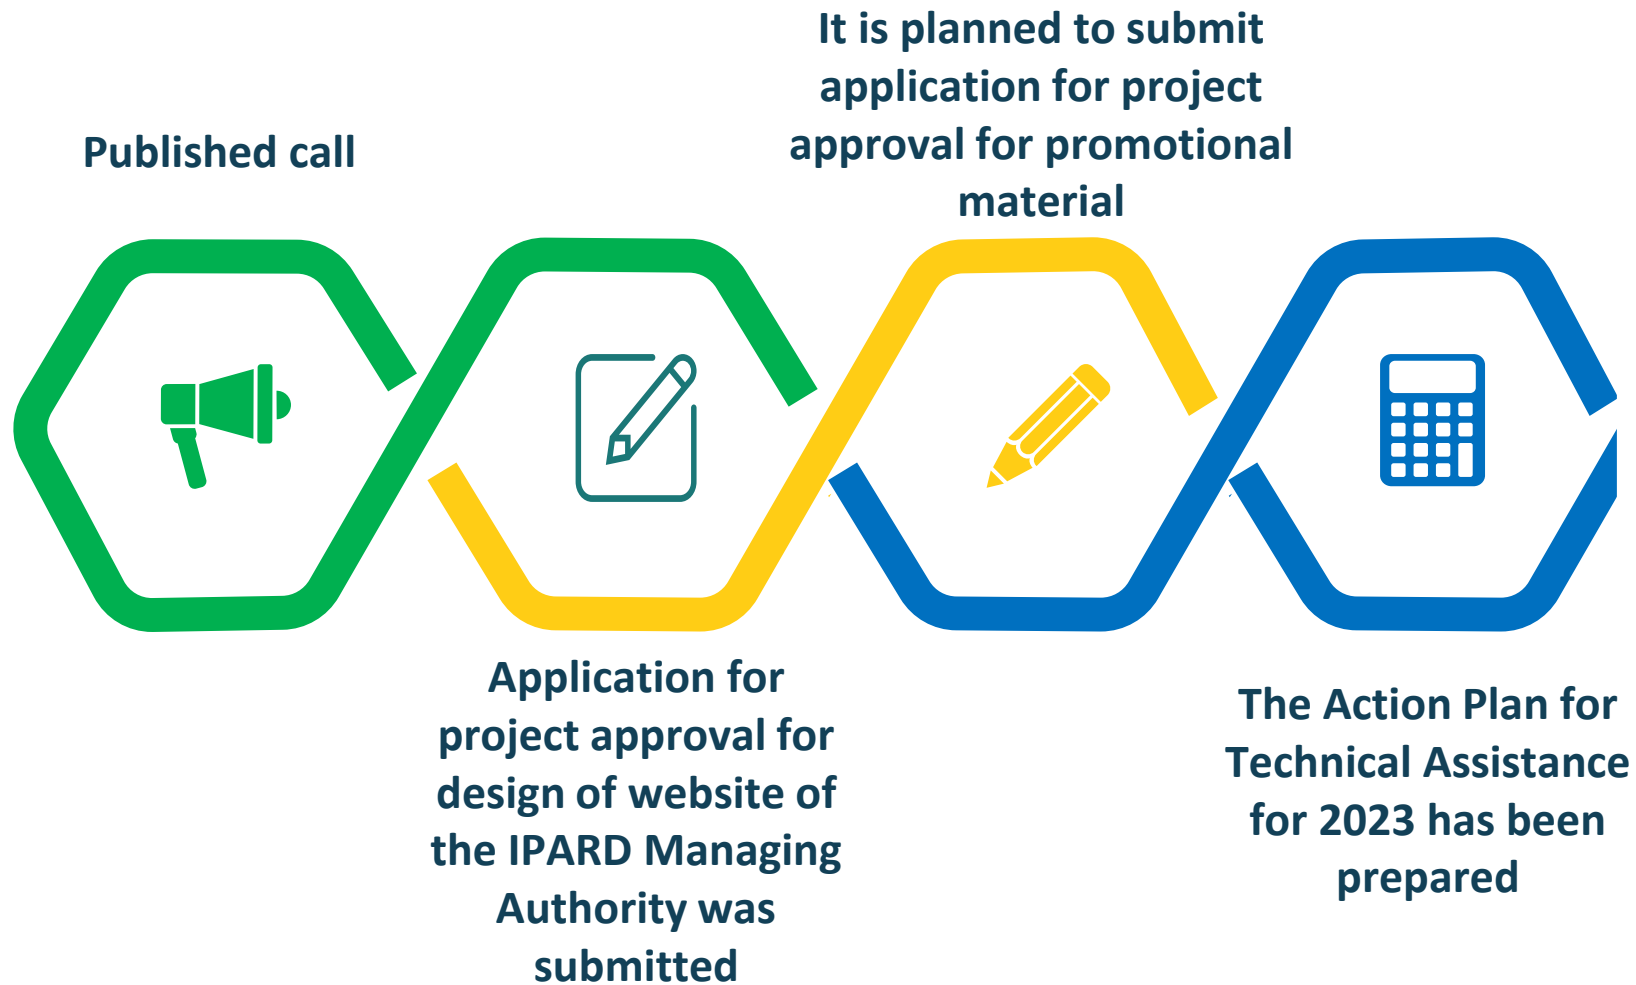 Published call
Application for
project approval for
design of website of
the IPARD Managing
Authority was
submitted
It is planned to submit
application for project
approval for promotional
material
The Action Plan for
Technical Assistance
for 2023 has been
prepared